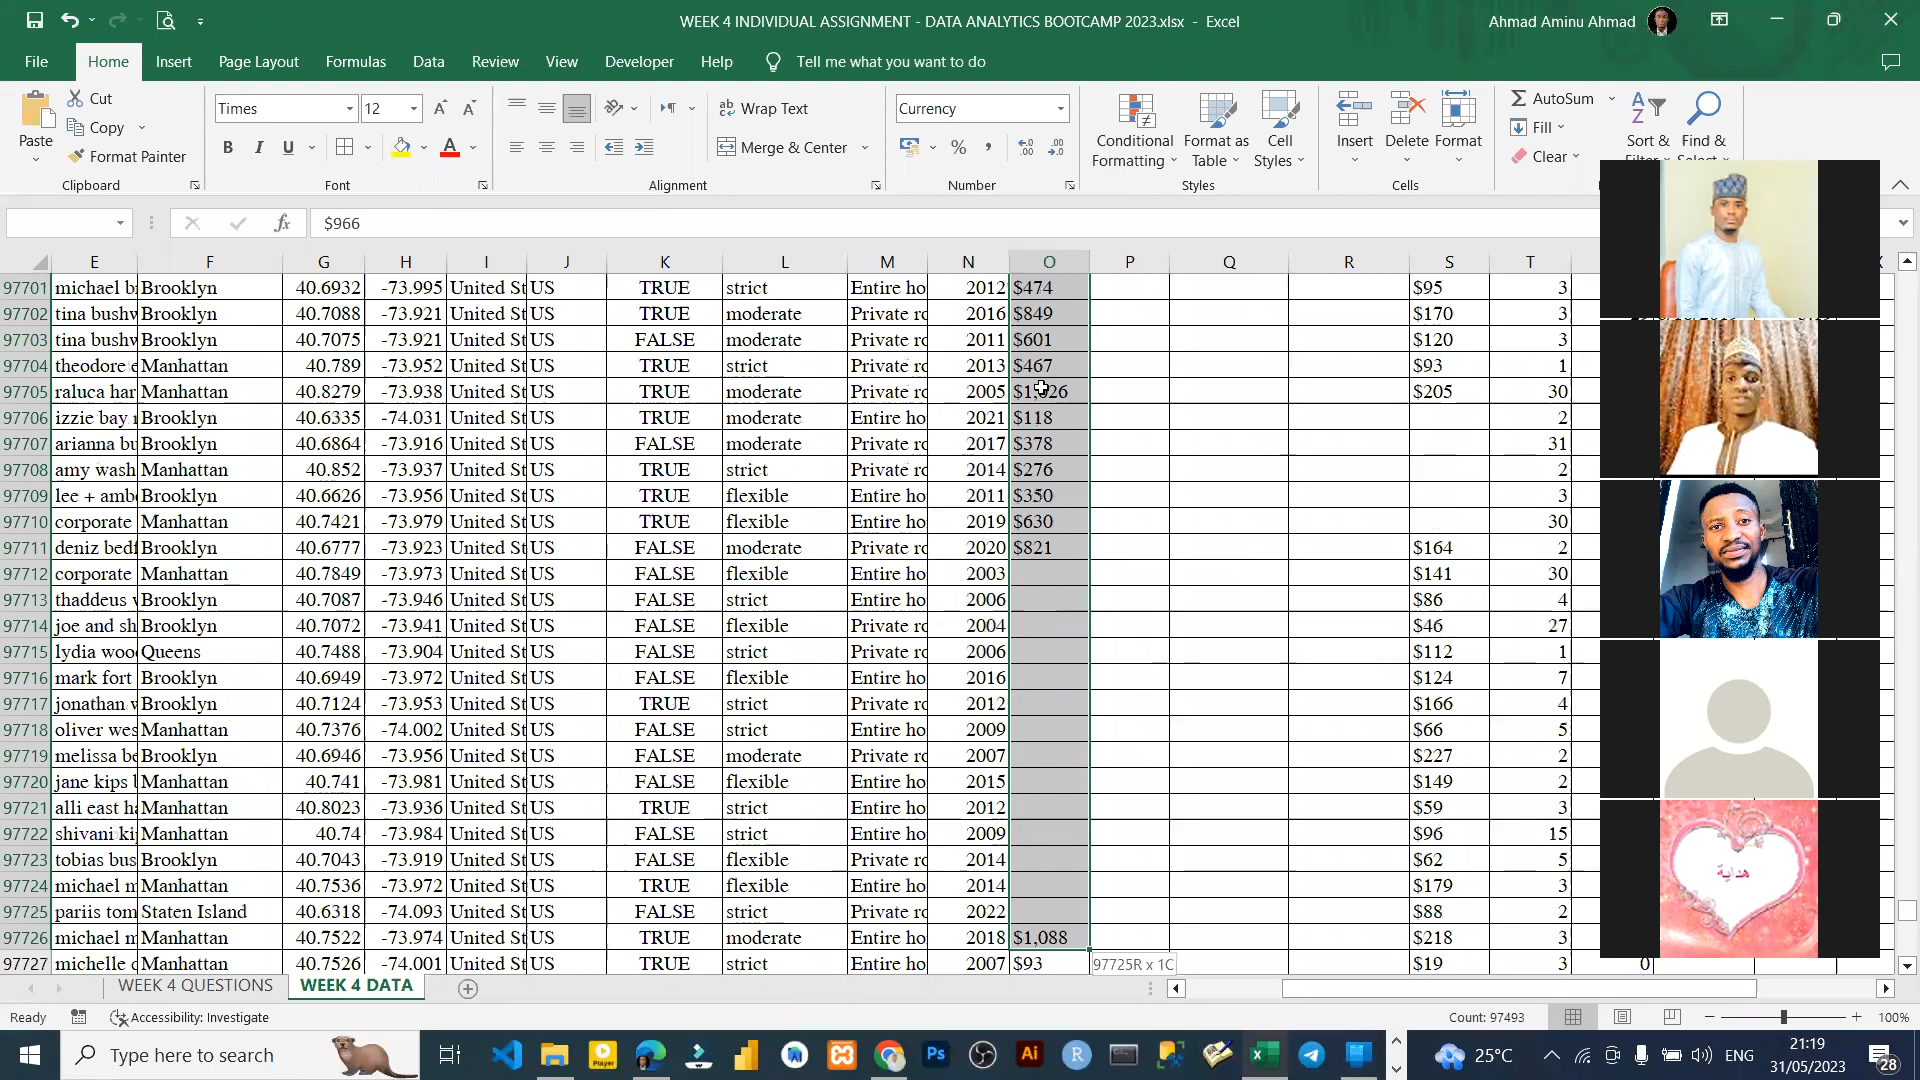 WEEK 4 INDIVIDUAL ASSIGNMENT - DATA ANALYTICS BOOTCAMP 2023.xlsx - Excel
Ahmad Aminu Ahmad
File Home Insert Page Layout Formulas Data Review View Developer Help Tell me what you want to do
Cut
Copy
Format Painter
Paste
Clipboard
Times 12
B I U
Font
Wrap Text
Merge & Center
Alignment
Currency
Number
Conditional Formatting
Format as Table
Cell Styles
Styles
Insert Delete Format
Cells
AutoSum
Fill
Clear
Sort &
Find &
$966
E F G H I J K L M N O P Q R S T
97701 michael b Brooklyn 40.6932 -73.995 United St US TRUE strict Entire ho 2012 $474 $95 3
97702 tina bushw Brooklyn 40.7088 -73.921 United St US TRUE moderate Private ro 2016 $849 $170 3
97703 tina bushw Brooklyn 40.7075 -73.921 United St US FALSE moderate Private ro 2011 $601 $120 3
97704 theodore e Manhattan 40.789 -73.952 United St US TRUE strict Private ro 2013 $467 $93 1
97705 raluca har Manhattan 40.8279 -73.938 United St US TRUE moderate Private ro 2005 $205 30
97706 izzie bay Brooklyn 40.6335 -74.031 United St US TRUE moderate Entire ho 2021 $118 2
97707 arianna bu Brooklyn 40.6864 -73.916 United St US FALSE moderate Private ro 2017 $378 31
97708 amy wash Manhattan 40.852 -73.937 United St US TRUE strict Private ro 2014 $276 2
97709 lee + amb Brooklyn 40.6626 -73.956 United St US TRUE flexible Entire ho 2011 $350 3
97710 corporate Manhattan 40.7421 -73.979 United St US TRUE flexible Entire ho 2019 $630 30
97711 deniz bedf Brooklyn 40.6777 -73.923 United St US FALSE moderate Private ro 2020 $821 $164 2
97712 corporate Manhattan 40.7849 -73.973 United St US FALSE flexible Entire ho 2003 $141 30
97713 thaddeus w Brooklyn 40.7087 -73.946 United St US FALSE strict Entire ho 2006 $86 4
97714 joe and sh Brooklyn 40.7072 -73.941 United St US FALSE flexible Private ro 2004 $46 27
97715 lydia woo Queens 40.7488 -73.904 United St US FALSE strict Private ro 2006 $112 1
97716 mark fort Brooklyn 40.6949 -73.972 United St US FALSE flexible Entire ho 2016 $124 7
97717 jonathan w Brooklyn 40.7124 -73.953 United St US TRUE strict Private ro 2012 $166 4
97718 oliver wes Manhattan 40.7376 -74.002 United St US FALSE strict Entire ho 2009 $66 5
97719 melissa be Brooklyn 40.6946 -73.956 United St US FALSE moderate Private ro 2007 $227 2
97720 jane kips b Manhattan 40.741 -73.981 United St US FALSE flexible Entire ho 2015 $149 2
97721 alli east ha Manhattan 40.8023 -73.936 United St US TRUE strict Entire ho 2012 $59 3
97722 shivani ki Manhattan 40.74 -73.984 United St US FALSE strict Entire ho 2009 $96 15
97723 tobias bus Brooklyn 40.7043 -73.919 United St US FALSE flexible Private ro 2014 $62 5
97724 michael m Manhattan 40.7536 -73.972 United St US TRUE flexible Entire ho 2014 $179 3
97725 pariis tom Staten Island 40.6318 -74.093 United St US FALSE strict Private ro 2022 $88 2
97726 michael m Manhattan 40.7522 -73.974 United St US TRUE moderate Entire ho 2018 $1,088 $218 3
97727 michelle c Manhattan 40.7526 -74.001 United St US TRUE strict Entire ho 2007 $93 $19 3 0
97725R x 1C
هداية
WEEK 4 QUESTIONS WEEK 4 DATA
Ready Accessibility: Investigate Count: 97493 100%
Type here to search
25°C
ENG
21:19
31/05/2023
28